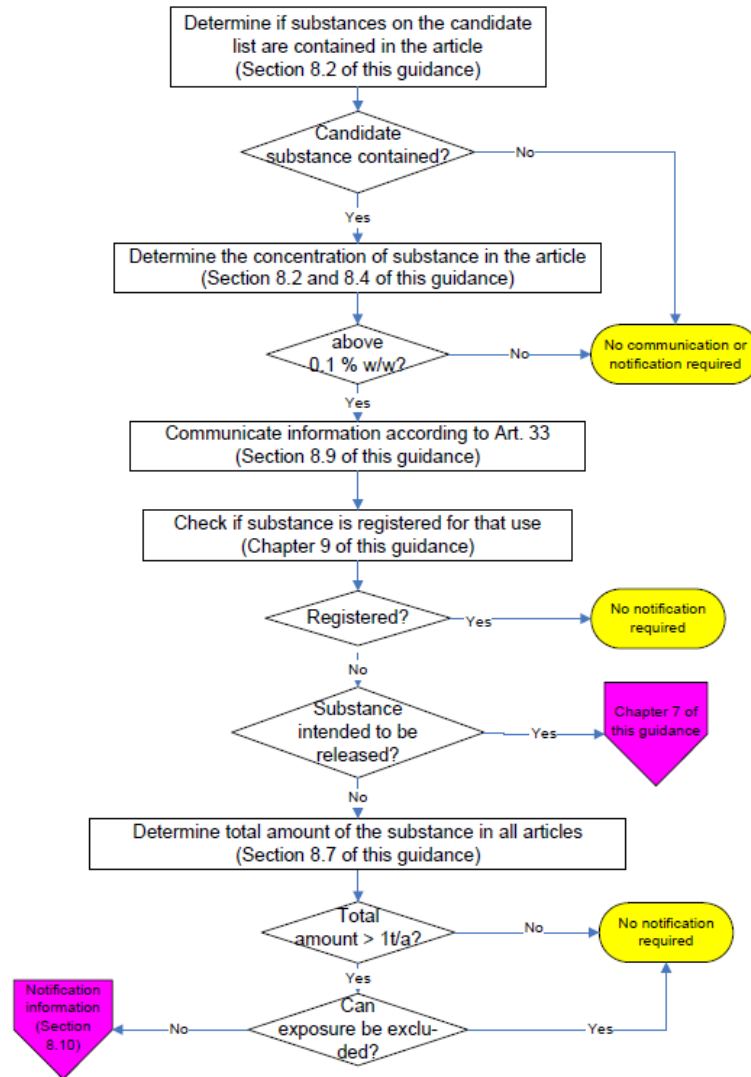 Determine if substances on the candidate
list are contained in the article
(Section 8.2 of this guidance)
Candidate
substance contained?
No
Yes
Determine the concentration of substance in the article
(Section 8.2 and 8.4 of this guidance)
above
0.1 % w/w?
No
No communication or
notification required
Yes
Communicate information according to Art. 33
(Section 8.9 of this guidance)
Check if substance is registered for that use
(Chapter 9 of this guidance)
Registered?
Yes
No notification
required
No
Substance
intended to be
released?
Yes
Chapter 7 of
this guidance
No
Determine total amount of the substance in all articles
(Section 8.7 of this guidance)
Total
amount > 1t/a?
No
No notification
required
Yes
Can
exposure be exclu-
ded?
No
Yes
Notification
information
(Section
8.10)